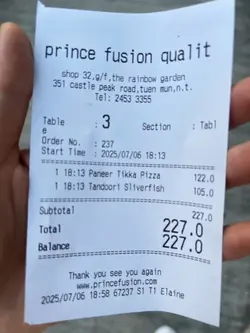 prince fusion qualit
shop 32,g/f,the rainbow garden
351 castle peak road,tuen mun,n.t.
Tel: 2453 3355
Table : 3 Section : Tabl
e
Order No. : 237
Start Time : 2025/07/06 18:13
1 18:13 Paneer Tikka Pizza 122.0
1 18:13 Tandoori Sliverfish 105.0
Subtotal 227.0
Total 227.0
Balance 227.0
Thank you see you again
www.princefusion.com
2025/07/06 18:58 67237 S1 T1 Elaine